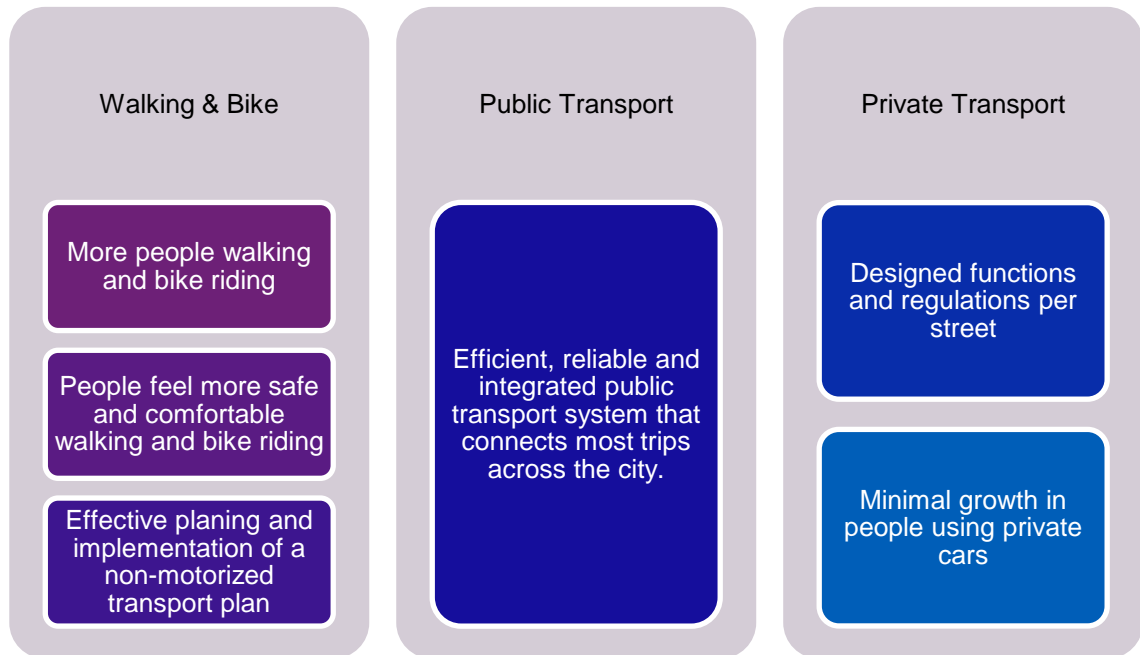 Walking & Bike
More people walking
and bike riding
People feel more safe
and comfortable
walking and bike riding
Effective planing and
implementation of a
non-motorized
transport plan
Public Transport
Efficient, reliable and
integrated public
transport system that
connects most trips
across the city.
Private Transport
Designed functions
and regulations per
street
Minimal growth in
people using private
cars